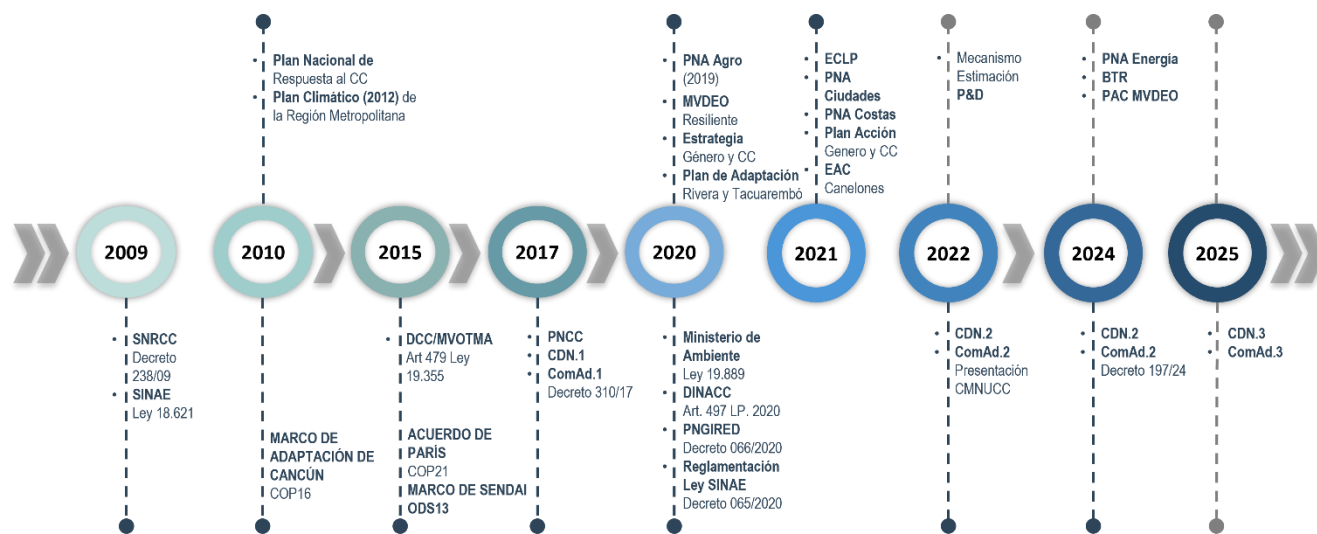 • Plan Nacional de
Respuesta al CC
• Plan Climático (2012) de
la Región Metropolitana
• PNA Agro
(2019)
• MVDEO
Resiliente
• Estrategia
Género y CC
• Plan de Adaptación
Rivera y Tacuarembó
• ECLP
• PNA
Ciudades
• PNA Costas
• Plan Acción
Genero y CC
• EAC
Canelones
• Mecanismo
Estimación
P&D
• PNA Energía
• BTR
• PAC MVDEO
2009
2010
2015
2017
2020
2021
2022
2024
2025
• SNRCC
Decreto
238/09
• SINAE
Ley 18.621
MARCO DE
ADAPTACIÓN DE
CANCÚN
COP16
• DCC/MVOTMA
Art 479 Ley
19.355
ACUERDO DE
PARÍS
COP21
MARCO DE SENDAI
ODS13
• PNCC
• CDN.1
• ComAd.1
Decreto 310/17
• Ministerio de
Ambiente
Ley 19.889
• DINACC
Art. 497 LP. 2020
• PNGIRED
Decreto 066/2020
• Reglamentación
Ley SINAE
Decreto 065/2020
• CDN.2
• ComAd.2
Presentación
CMNUCC
• CDN.2
• ComAd.2
Decreto 197/24
• CDN.3
• ComAd.3